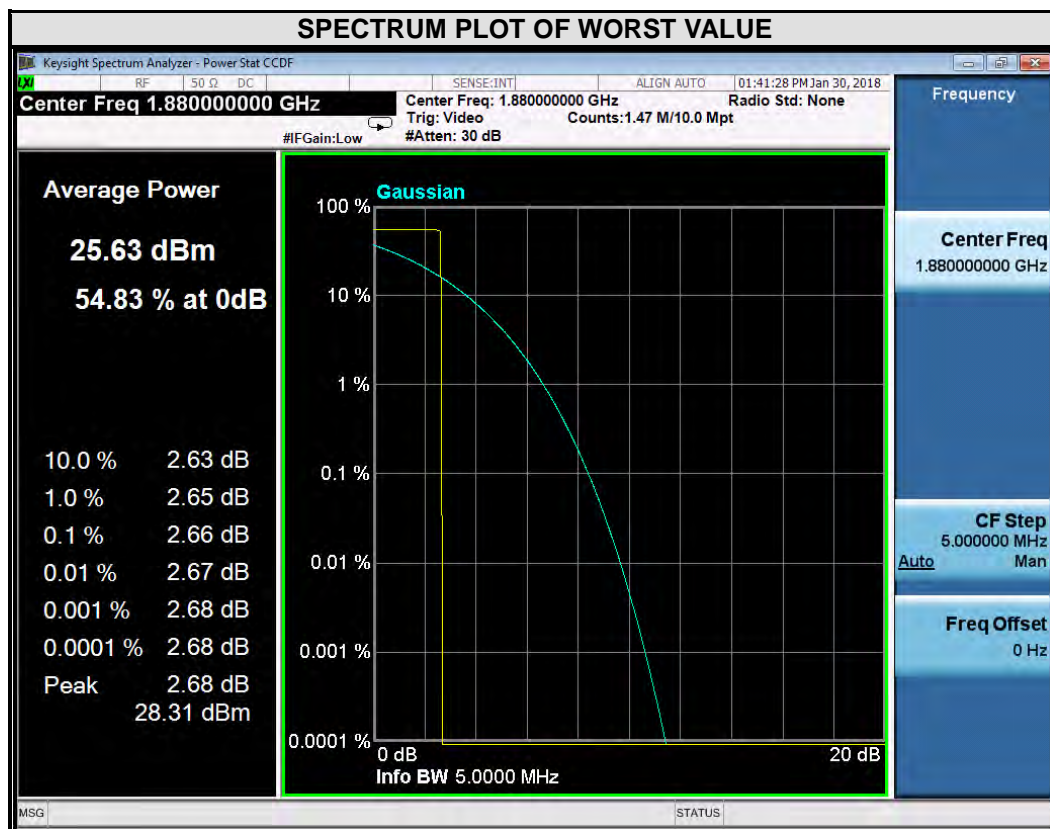 SPECTRUM PLOT OF WORST VALUE
Keysight Spectrum Analyzer - Power Stat CCDF
LXI RF 50 Ω DC SENSE:INT ALIGN AUTO 01:41:28 PM Jan 30, 2018
Center Freq 1.880000000 GHz
Center Freq: 1.880000000 GHz Radio Std: None
Trig: Video Counts:1.47 M/10.0 Mpt
#IFGain:Low #Atten: 30 dB
Frequency
Average Power
25.63 dBm
54.83 % at 0dB
10.0 % 2.63 dB
1.0 % 2.65 dB
0.1 % 2.66 dB
0.01 % 2.67 dB
0.001 % 2.68 dB
0.0001 % 2.68 dB
Peak 2.68 dB
28.31 dBm
Gaussian
100 %
10 %
1 %
0.1 %
0.01 %
0.001 %
0.0001 %
0 dB 20 dB
Info BW 5.0000 MHz
Center Freq
1.880000000 GHz
CF Step
5.000000 MHz
Auto Man
Freq Offset
0 Hz
MSG STATUS